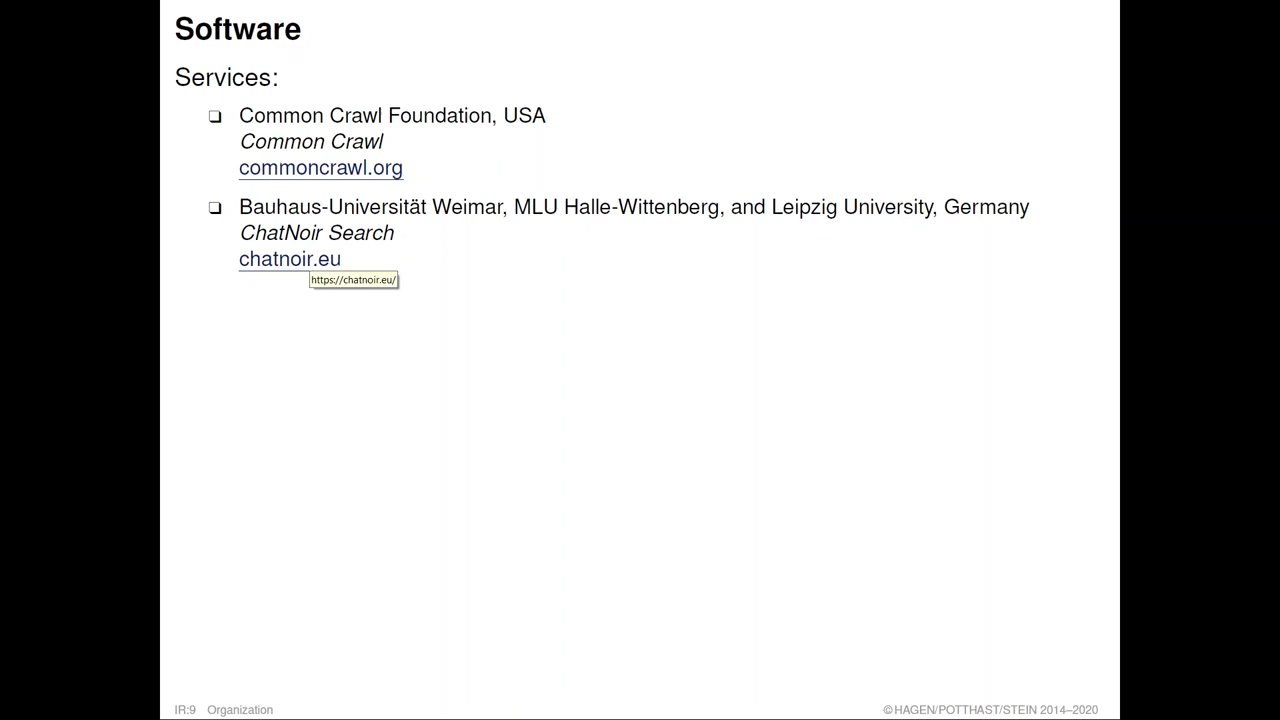 Software
Services:
❑ Common Crawl Foundation, USA
Common Crawl
commoncrawl.org
❑ Bauhaus-Universität Weimar, MLU Halle-Wittenberg, and Leipzig University, Germany
ChatNoir Search
chatnoir.eu
https://chatnoir.eu/
IR:9 Organization
©HAGEN/POTTHAST/STEIN 2014–2020